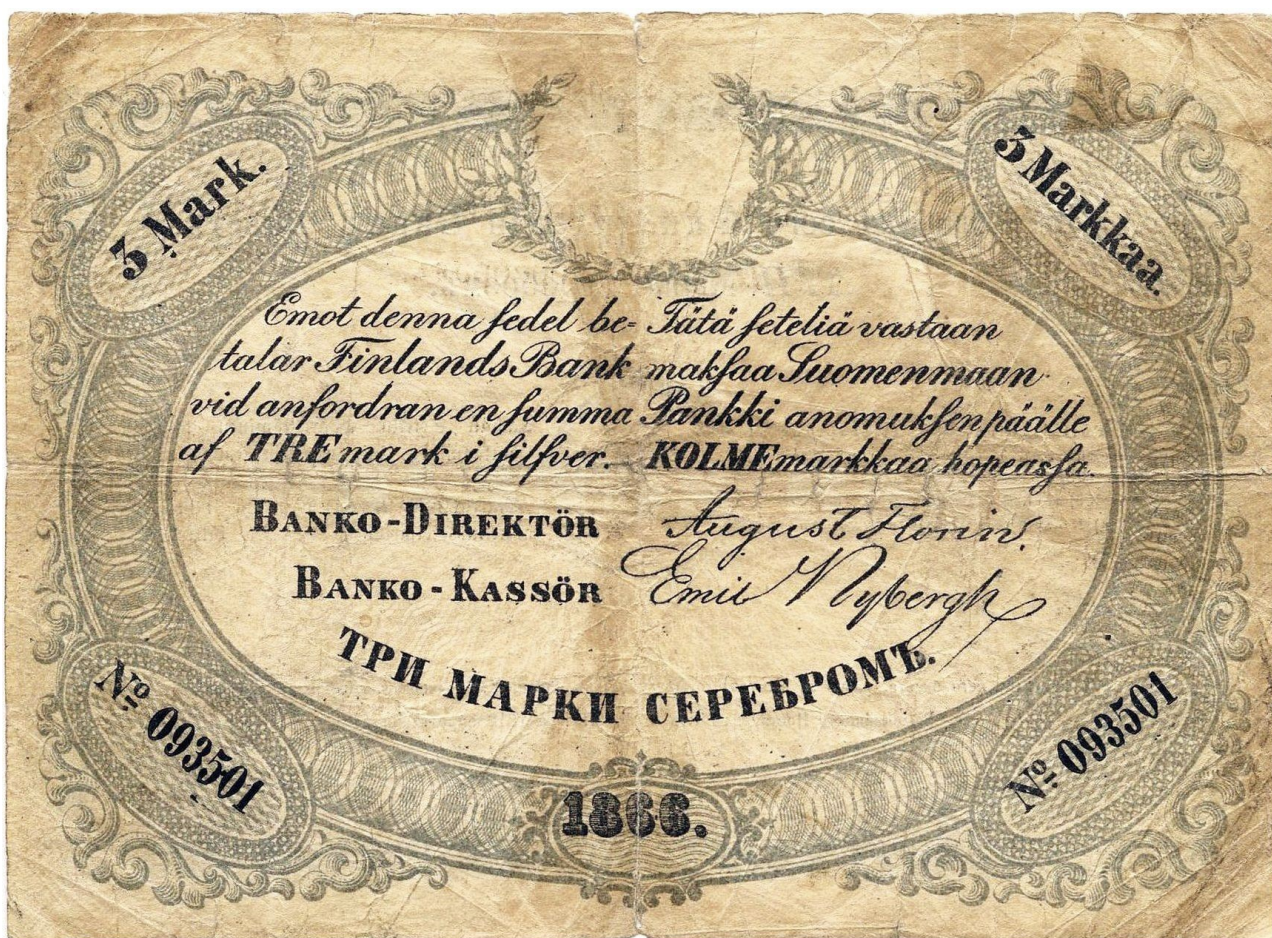 3 Mark.
3 Markkaa.
Emot denna sedel be=
talar Finlands Bank
vid anfordran en summa
af TRE mark i silfver.
Tätä seteliä vastaan
maksaa Suomenmaan
Pankki anomuksen päälle
KOLME markkaa hopeassa.
BANKO-DIREKTÖR August Florin.
BANKO-KASSÖR Emil Nybergh
ТРИ МАРКИ СЕРЕБРОМЪ.
№ 093501
№ 093501
1866.